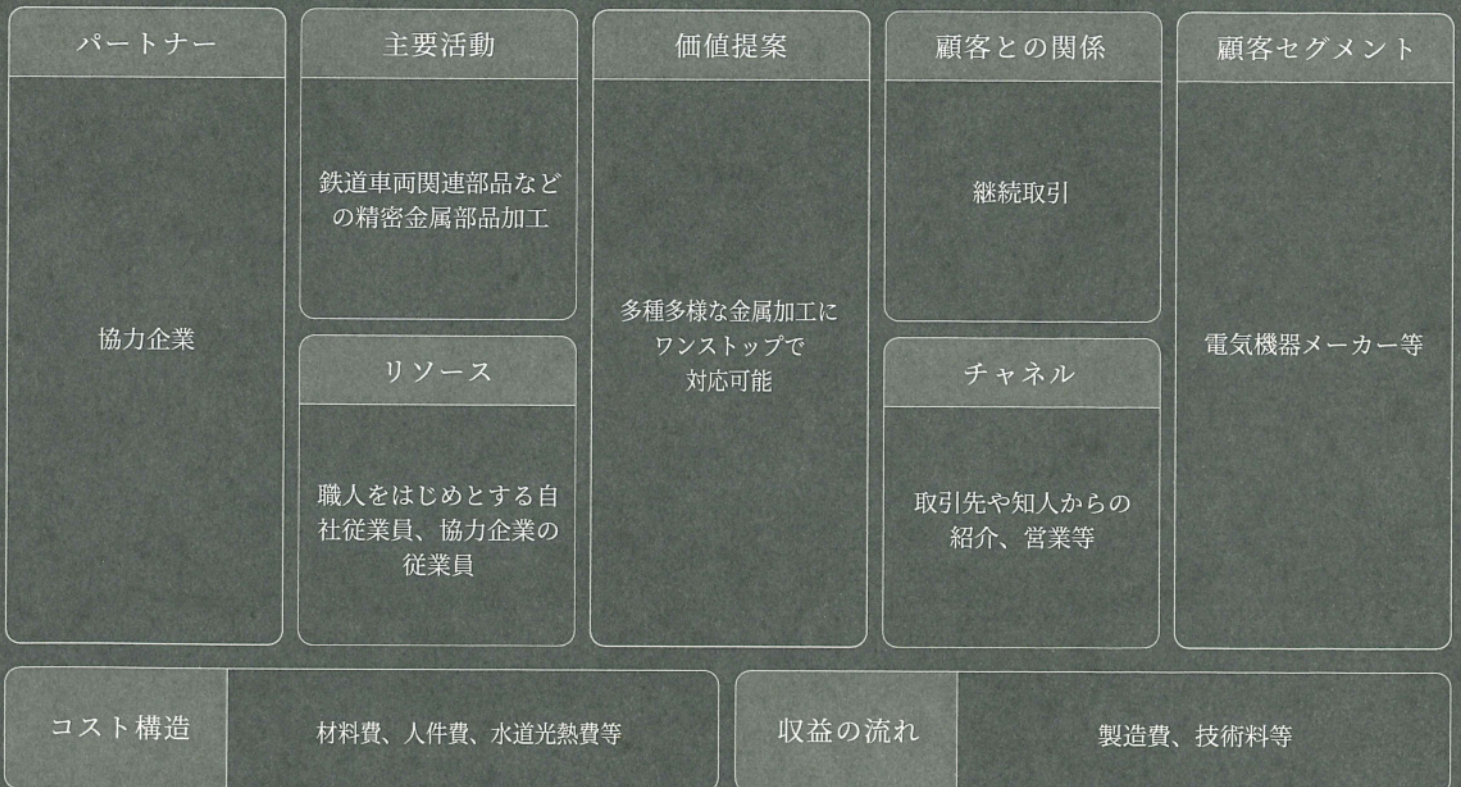 パートナー
協力企業
主要活動
鉄道車両関連部品など
の精密金属部品加工
リソース
職人をはじめとする自
社従業員、協力企業の
従業員
価値提案
多種多様な金属加工に
ワンストップで
対応可能
顧客との関係
継続取引
チャネル
取引先や知人からの
紹介、営業等
顧客セグメント
電気機器メーカー等
コスト構造
材料費、人件費、水道光熱費等
収益の流れ
製造費、技術料等